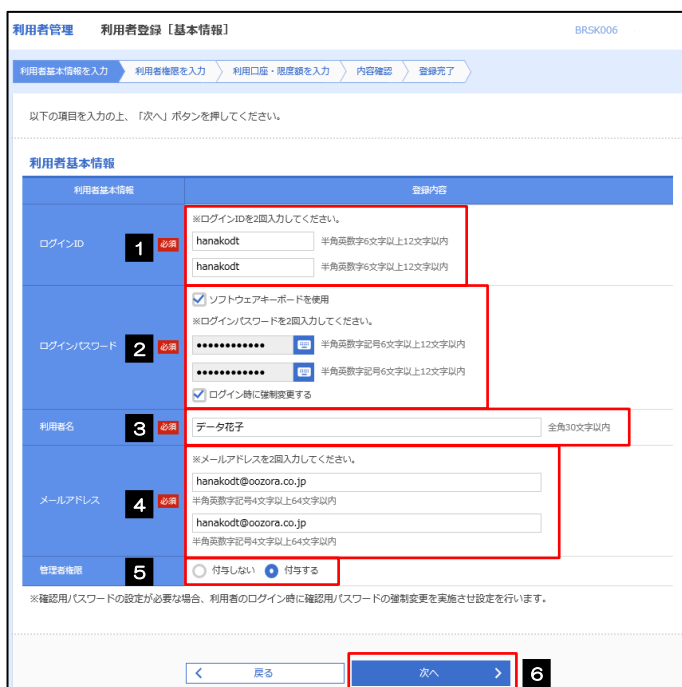 利用者管理 利用者登録［基本情報］ BRSK006
利用者基本情報を入力 利用者権限を入力 利用口座・限度額を入力 内容確認 登録完了
以下の項目を入力の上、「次へ」ボタンを押してください。
利用者基本情報
利用者基本情報 登録内容
※ログインIDを2回入力してください。
ログインID 1 必須 hanakodt 半角英数字6文字以上12文字以内
hanakodt 半角英数字6文字以上12文字以内
ソフトウェアキーボードを使用
※ログインパスワードを2回入力してください。
ログインパスワード 2 必須 ●●●●●●●●●●●● 半角英数字記号6文字以上12文字以内
●●●●●●●●●●●● 半角英数字記号6文字以上12文字以内
ログイン時に強制変更する
利用者名 3 必須 データ花子 全角30文字以内
※メールアドレスを2回入力してください。
hanakodt@oozora.co.jp
メールアドレス 4 必須 半角英数字記号4文字以上64文字以内
hanakodt@oozora.co.jp
半角英数字記号4文字以上64文字以内
管理者権限 5 付与しない 付与する
※確認用パスワードの設定が必要な場合、利用者のログイン時に確認用パスワードの強制変更を実施させ設定を行います。
戻る 次へ 6